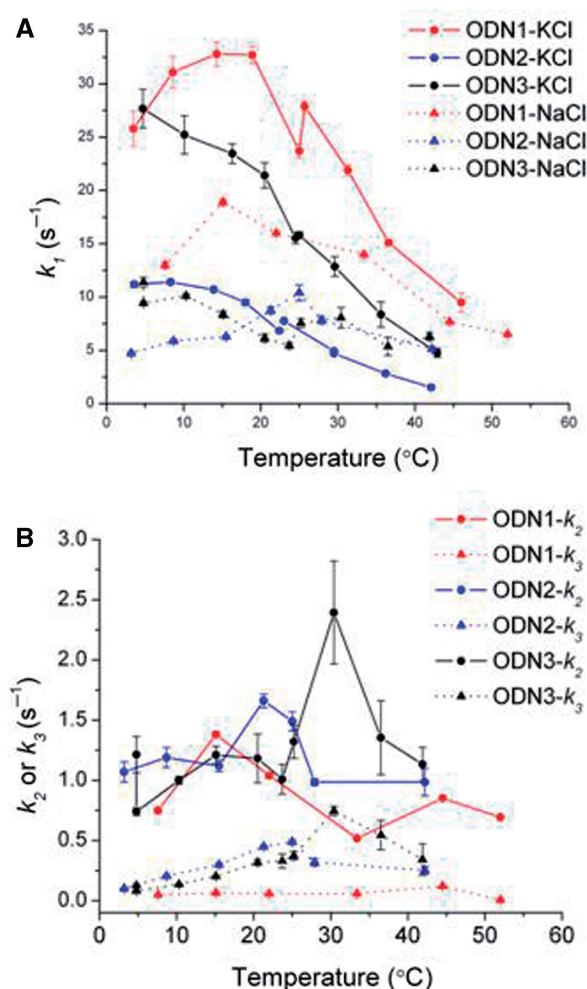 A
35
30
25
20
15
10
5
0
k₁ (s⁻¹)
0 10 20 30 40 50 60
Temperature (°C)
ODN1-KCl
ODN2-KCl
ODN3-KCl
ODN1-NaCl
ODN2-NaCl
ODN3-NaCl
B
3.0
2.5
2.0
1.5
1.0
0.5
0.0
k₂ or k₃ (s⁻¹)
0 10 20 30 40 50 60
Temperature (°C)
ODN1-k₂
ODN1-k₃
ODN2-k₂
ODN2-k₃
ODN3-k₂
ODN3-k₃